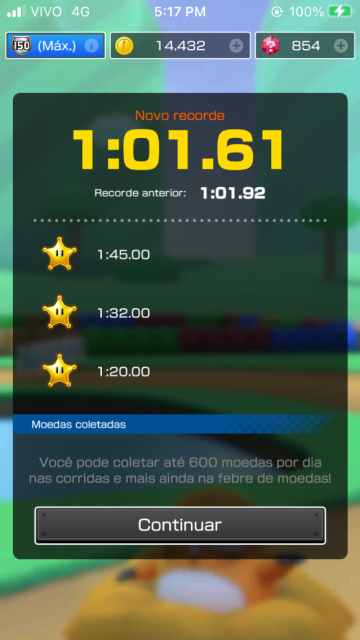 VIVO 4G 5:17 PM 100%
150 (Máx.) i 14.432 + 854 +
Novo recorde
1:01.61
Recorde anterior: 1:01.92
1:45.00
1:32.00
1:20.00
Moedas coletadas
Você pode coletar até 600 moedas por dia
nas corridas e mais ainda na febre de moedas!
Continuar